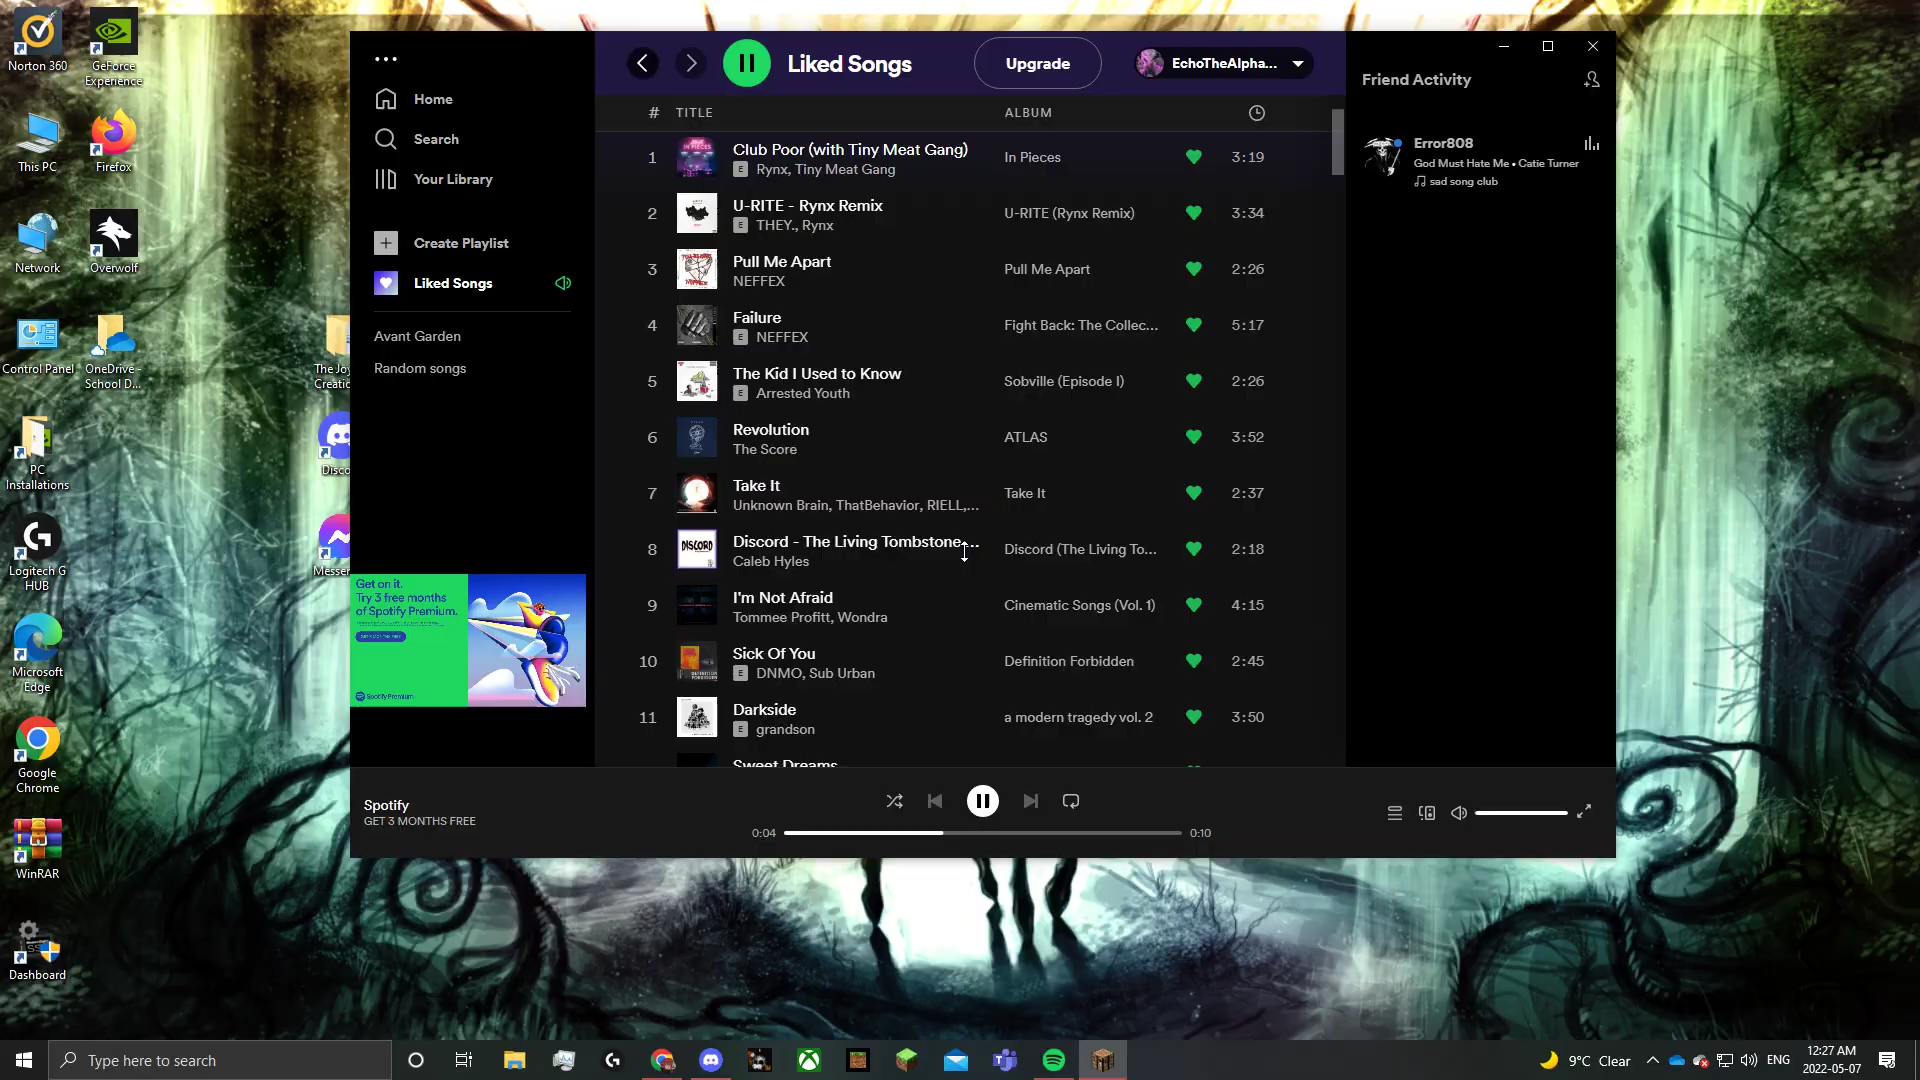 Norton 360
GeForce
Experience
This PC
Firefox
Network
Overwolf
Control Panel
OneDrive -
School D...
The Joy
Creati
PC
Installations
Disco
Logitech G
HUB
Messen
Microsoft
Edge
Google
Chrome
WinRAR
Dashboard
Home
Search
Your Library
Create Playlist
Liked Songs
Avant Garden
Random songs
Get on it.
Try 3 free months
of Spotify Premium.
Spotify Premium
Liked Songs
Upgrade
EchoTheAlpha...
# TITLE ALBUM
1 Club Poor (with Tiny Meat Gang) In Pieces 3:19
E Rynx, Tiny Meat Gang
2 U-RITE - Rynx Remix U-RITE (Rynx Remix) 3:34
E THEY., Rynx
3 Pull Me Apart Pull Me Apart 2:26
NEFFEX
4 Failure Fight Back: The Collec... 5:17
E NEFFEX
5 The Kid I Used to Know Sobville (Episode I) 2:26
E Arrested Youth
6 Revolution ATLAS 3:52
The Score
7 Take It Take It 2:37
Unknown Brain, ThatBehavior, RIELL,...
DISCORD
8 Discord - The Living Tombstone... Discord (The Living To... 2:18
Caleb Hyles
9 I'm Not Afraid Cinematic Songs (Vol. 1) 4:15
Tommee Profitt, Wondra
10 Sick Of You Definition Forbidden 2:45
E DNMO, Sub Urban
11 Darkside a modern tragedy vol. 2 3:50
E grandson
Sweet Dreams
Friend Activity
Error808
God Must Hate Me • Catie Turner
sad song club
Spotify
GET 3 MONTHS FREE
0:04
0:10
Type here to search
9°C Clear
ENG
12:27 AM
2022-05-07